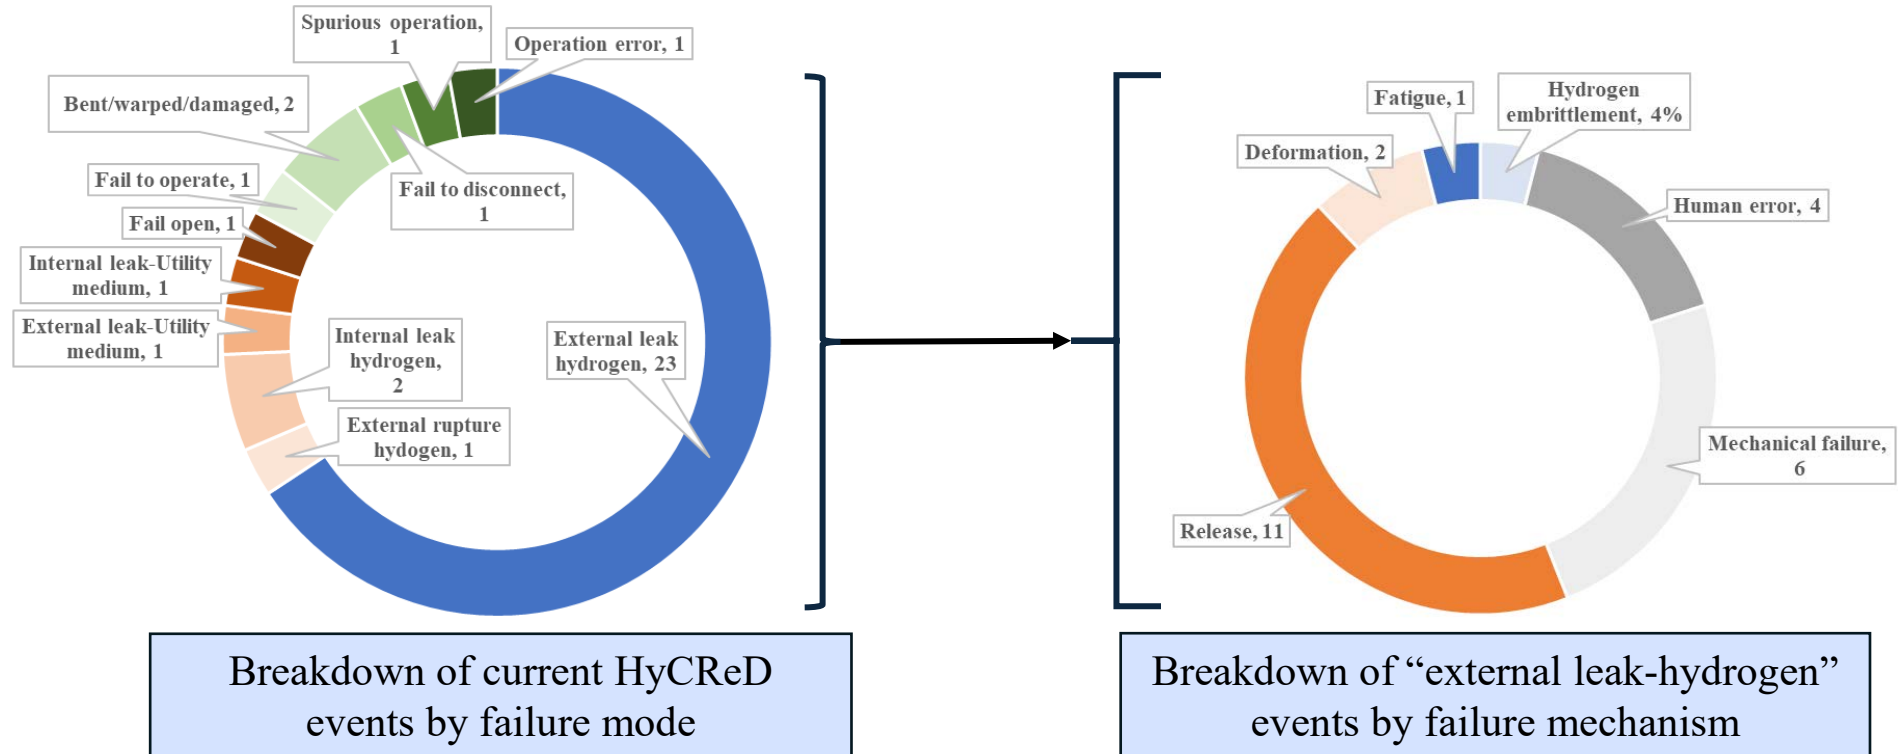 Spurious operation,
1
Operation error, 1
Bent/warped/damaged, 2
Fail to operate, 1
Fail to disconnect,
1
Fail open, 1
Internal leak-Utility
medium, 1
External leak-Utility
medium, 1
Internal leak
hydrogen,
2
External leak
hydrogen, 23
External rupture
hydogen, 1
Breakdown of current HyCReD
events by failure mode
Fatigue, 1
Hydrogen
embrittlement, 4%
Deformation, 2
Human error, 4
Mechanical failure,
6
Release, 11
Breakdown of “external leak-hydrogen”
events by failure mechanism